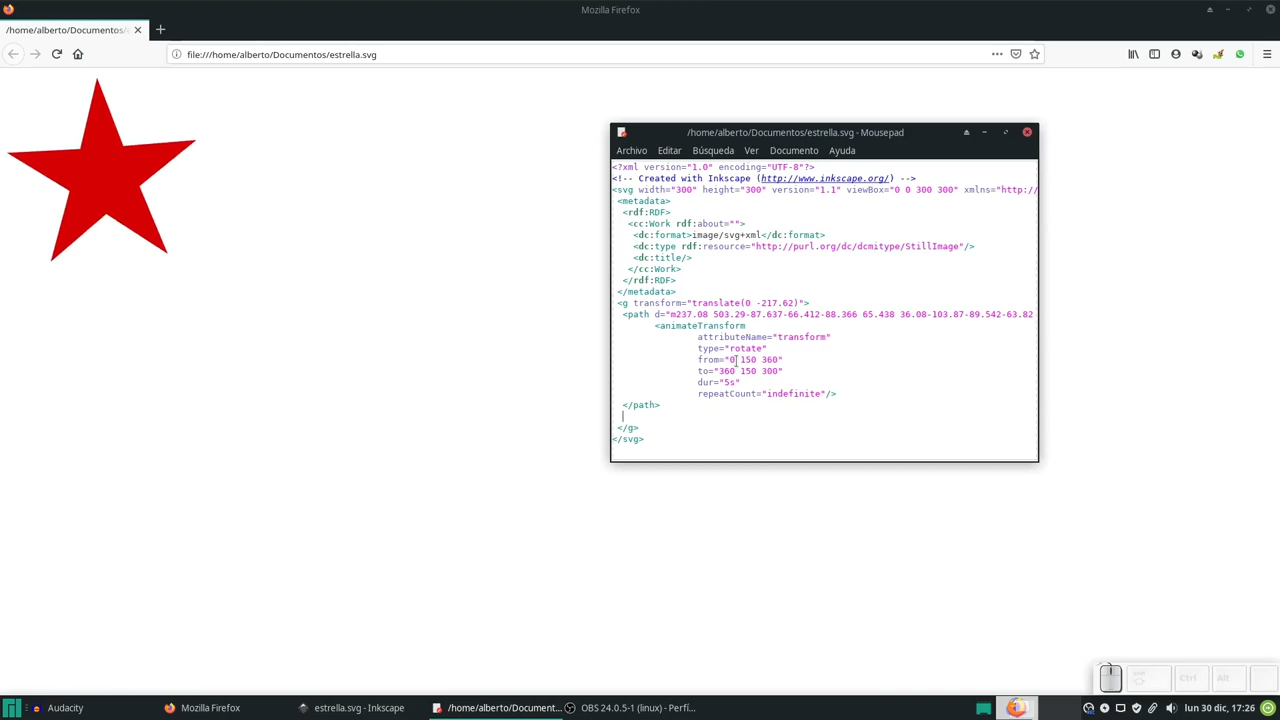 Mozilla Firefox
/home/alberto/Documentos/e
file:///home/alberto/Documentos/estrella.svg
/home/alberto/Documentos/estrella.svg - Mousepad
Archivo Editar Búsqueda Ver Documento Ayuda
<?xml version="1.0" encoding="UTF-8"?>
<!-- Created with Inkscape (http://www.inkscape.org/) -->
<svg width="300" height="300" version="1.1" viewBox="0 0 300 300" xmlns="http:/
<metadata>
<rdf:RDF>
<cc:Work rdf:about="">
<dc:format>image/svg+xml</dc:format>
<dc:type rdf:resource="http://purl.org/dc/dcmitype/StillImage"/>
<dc:title/>
</cc:Work>
</rdf:RDF>
</metadata>
<g transform="translate(0 -217.62)">
<path d="m237.08 503.29-87.637-66.412-88.366 65.438 36.08-103.87-89.542-63.82
<animateTransform
attributeName="transform"
type="rotate"
from="0 150 360"
to="360 150 300"
dur="5s"
repeatCount="indefinite"/>
</path>
</g>
</svg>
Ctrl Alt
Audacity Mozilla Firefox estrella.svg - Inkscape /home/alberto/Document... OBS 24.0.5-1 (linux) - Perfí... lun 30 dic, 17:26